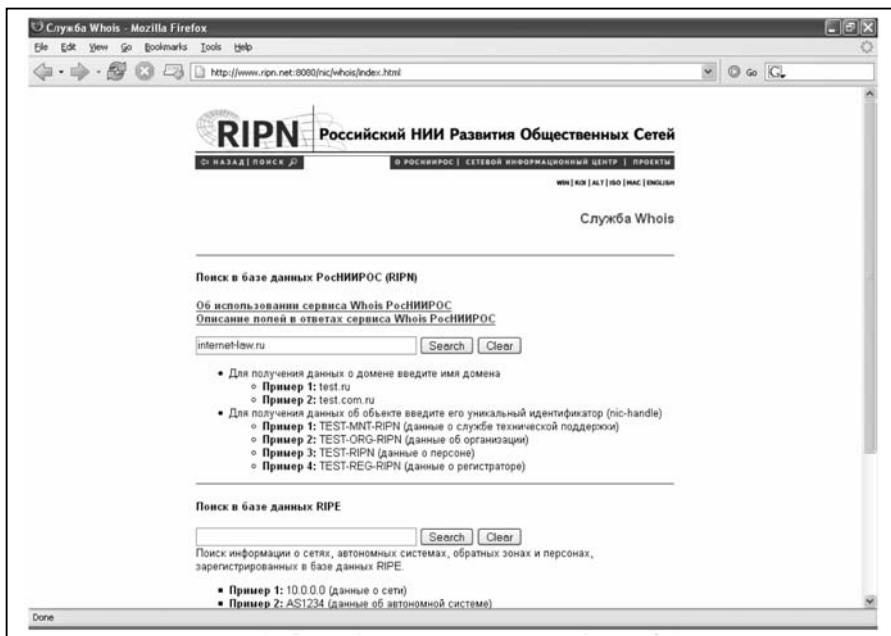 Служба Whois - Mozilla Firefox
File Edit View Go Bookmarks Tools Help
http://www.ripn.net:8080/nic/whois/index.html Go
RIPN Российский НИИ Развития Общественных Сетей
НАЗАД | ПОИСК О РОСНИИРОС | СЕТЕВОЙ ИНФОРМАЦИОННЫЙ ЦЕНТР | ПРОЕКТЫ
WIN | KOI | ALT | ISO | MAC | ENGLISH
Служба Whois
Поиск в базе данных РосНИИРОС (RIPN)
Об использовании сервиса Whois РосНИИРОС
Описание полей в ответах сервиса Whois РосНИИРОС
internet-law.ru Search Clear
• Для получения данных о домене введите имя домена
Пример 1: test.ru
Пример 2: test.com.ru
• Для получения данных об объекте введите его уникальный идентификатор (nic-handle)
Пример 1: TEST-MNT-RIPN (данные о службе технической поддержки)
Пример 2: TEST-ORG-RIPN (данные об организации)
Пример 3: TEST-RIPN (данные о персоне)
Пример 4: TEST-REG-RIPN (данные о регистраторе)
Поиск в базе данных RIPE
Search Clear
Поиск информации о сетях, автономных системах, обратных зонах и персонах,
зарегистрированных в базе данных RIPE.
Пример 1: 10.0.0.0 (данные о сети)
Пример 2: AS1234 (данные об автономной системе)
Done